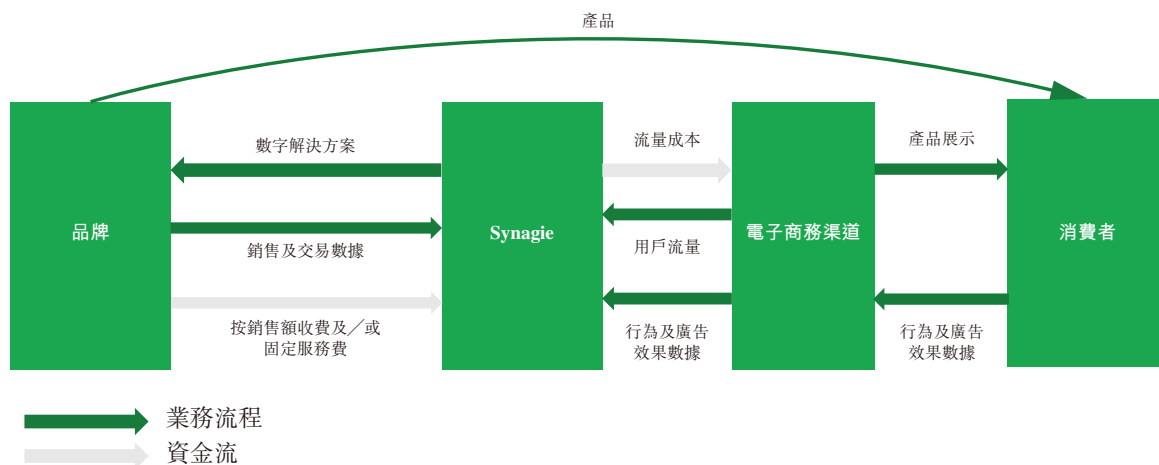 產品
品牌
數字解決方案
銷售及交易數據
按銷售額收費及／或
固定服務費
Synagie
流量成本
用戶流量
行為及廣告
效果數據
電子商務渠道
產品展示
行為及廣告
效果數據
消費者
業務流程
資金流